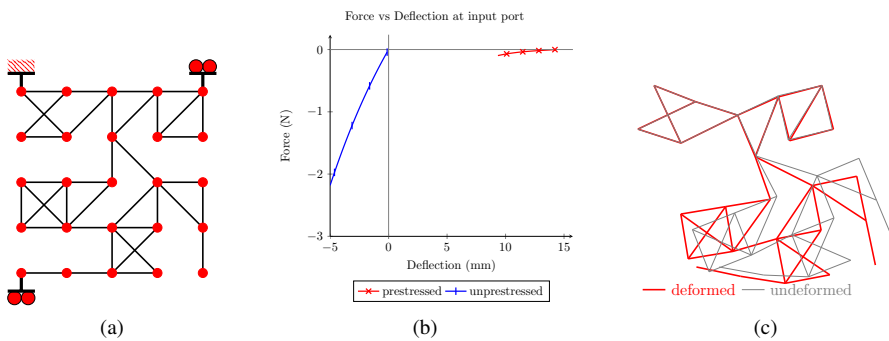 Force vs Deflection at input port
Force (N)
0
−1
−2
−3
−5
0
5
10
15
Deflection (mm)
prestressed
unprestressed
deformed
undeformed
(a)
(b)
(c)